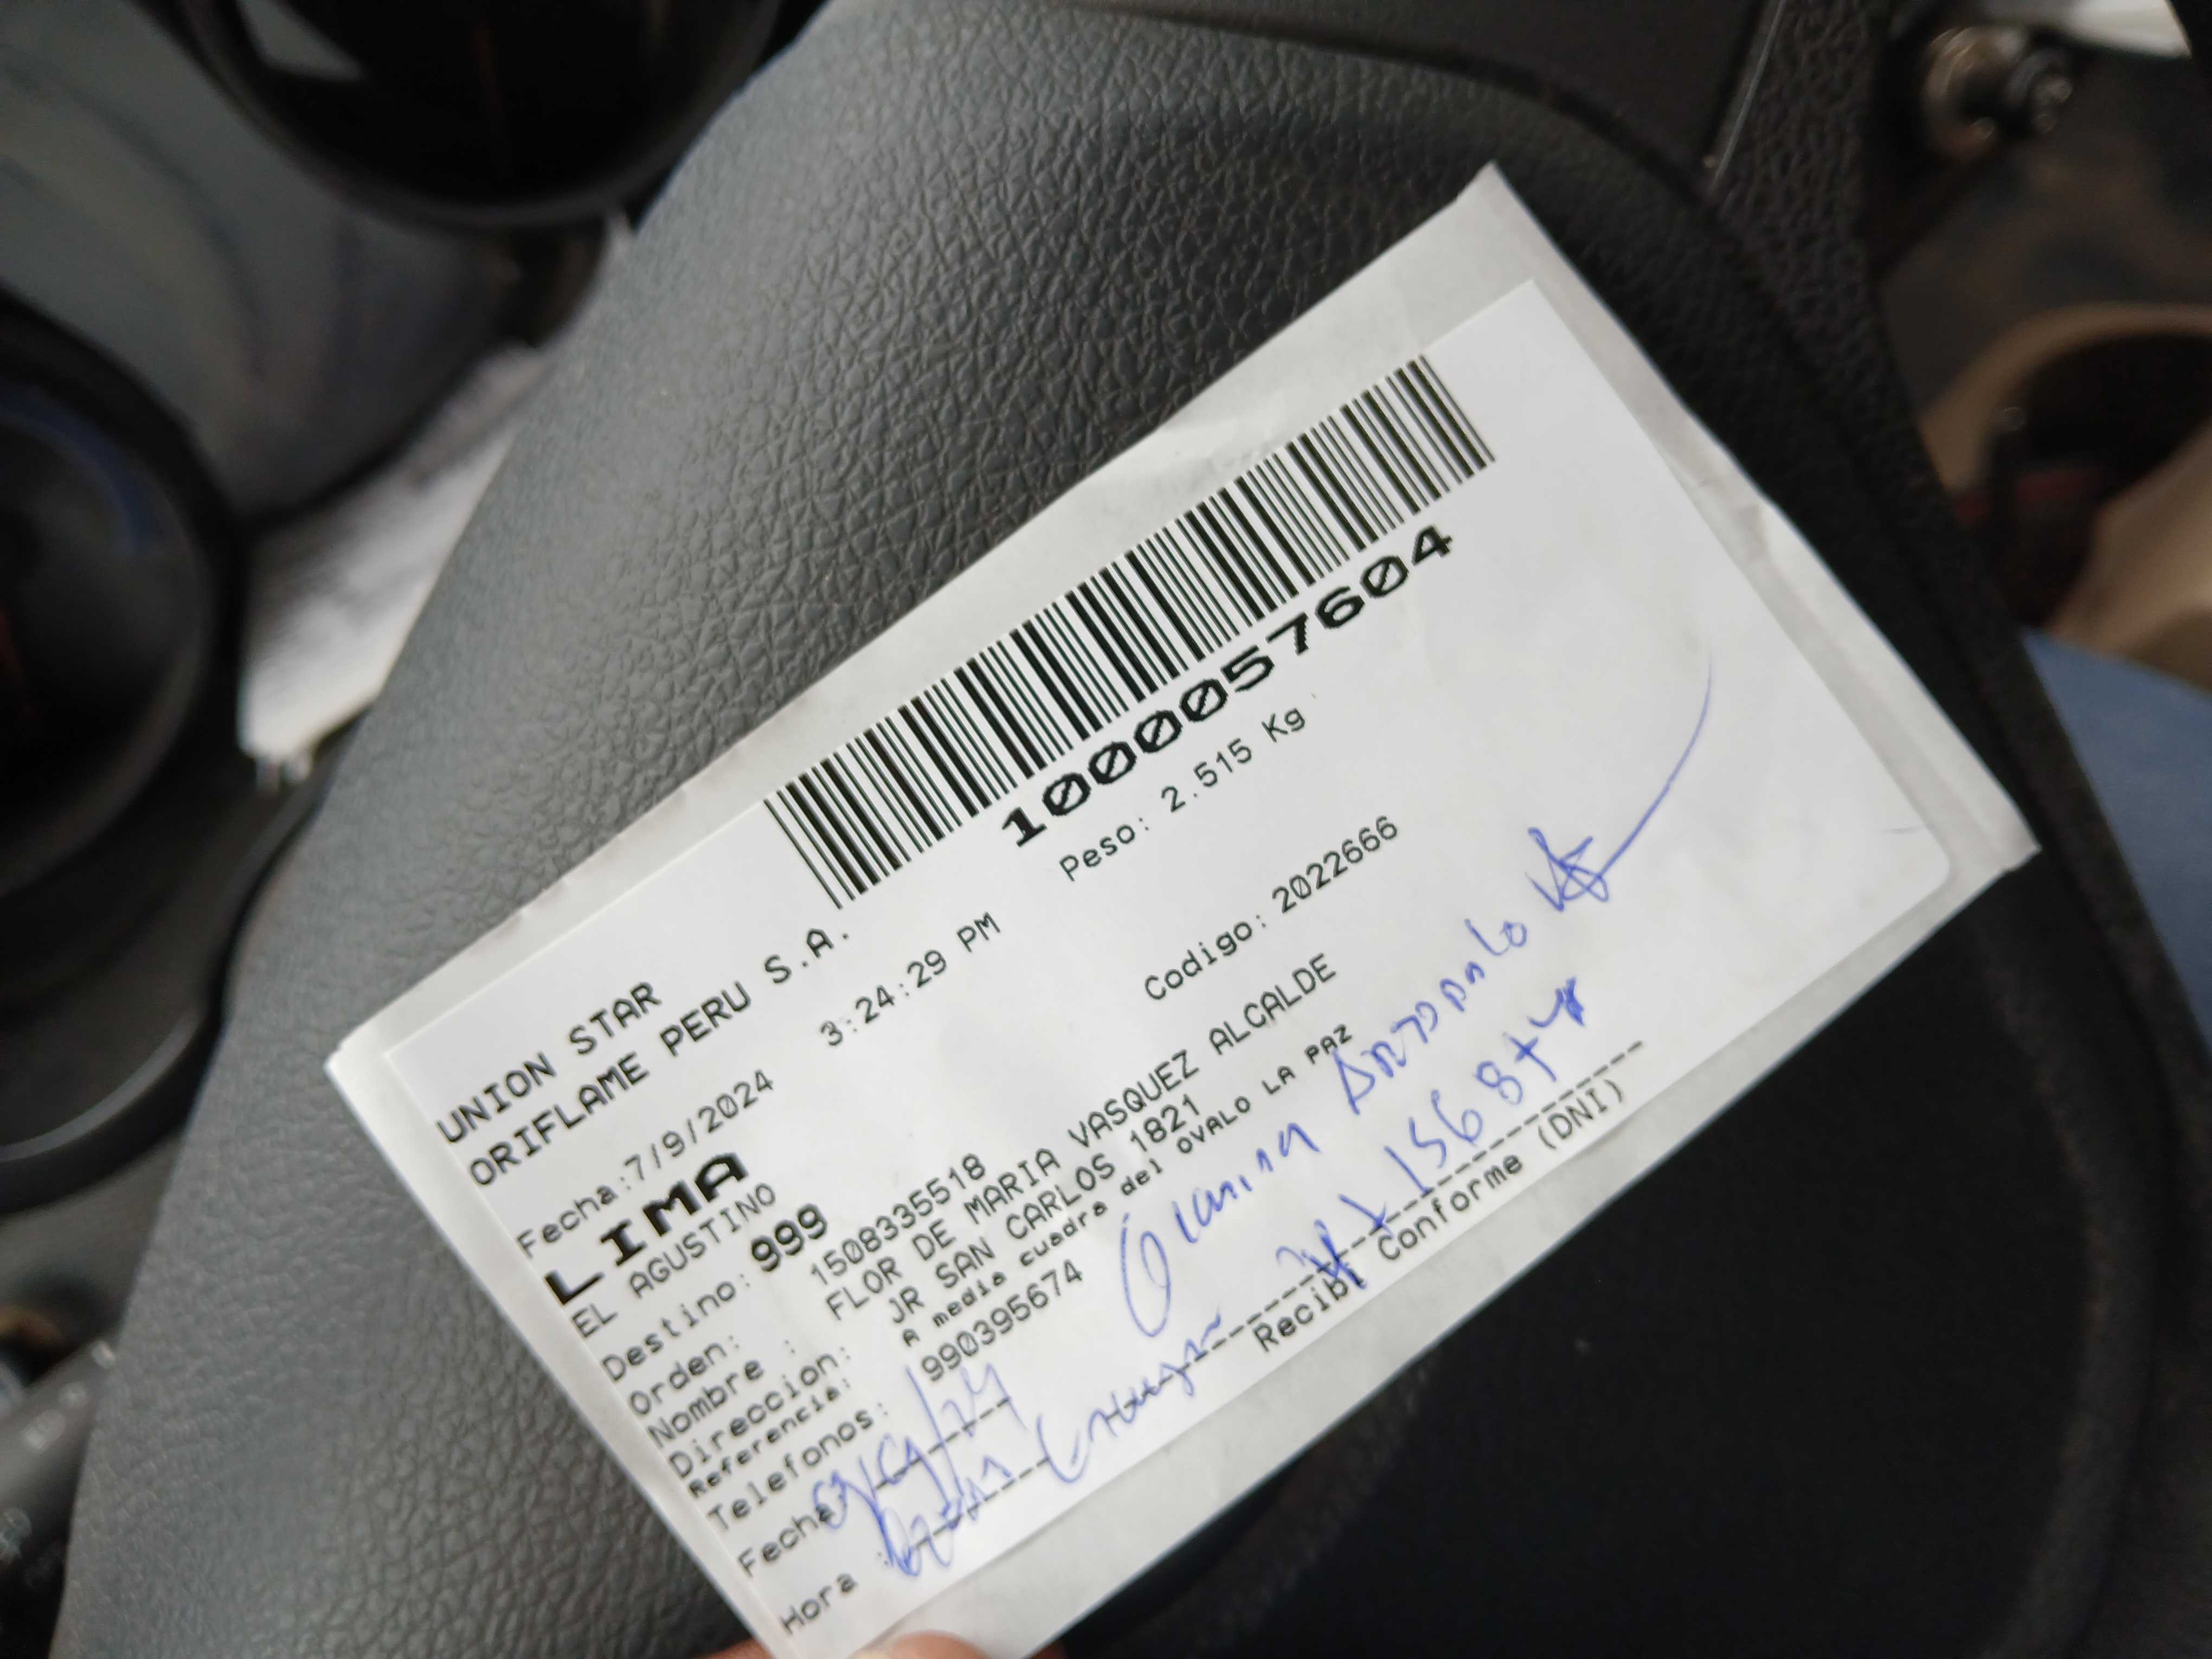 1000057604
Peso: 2.515 Kg
UNION STAR
ORIFLAME PERU S.A.
Fecha:7/9/2024 3:24:29 PM
LIMA
EL AGUSTINO
Destino: 999 Codigo: 2022666
Orden: 1508335518
Nombre : FLOR DE MARIA VASQUEZ ALCALDE
Direccion: JR SAN CARLOS 1821
Referencia: A media cuadra del OVALO LA PAZ
Telefonos: 990395674
Fecha
Hora :
Recibi Conforme (DNI)